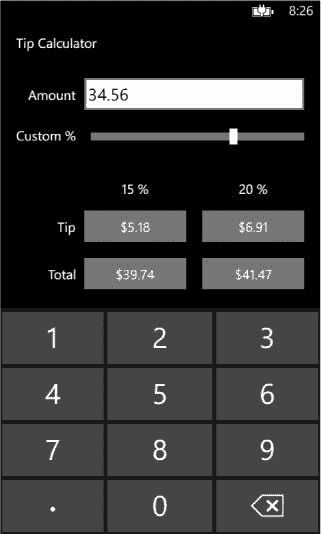 8:26
Tip Calculator
Amount 34.56
Custom %
15 % 20 %
Tip $5.18 $6.91
Total $39.74 $41.47
1 2 3
4 5 6
7 8 9
. 0